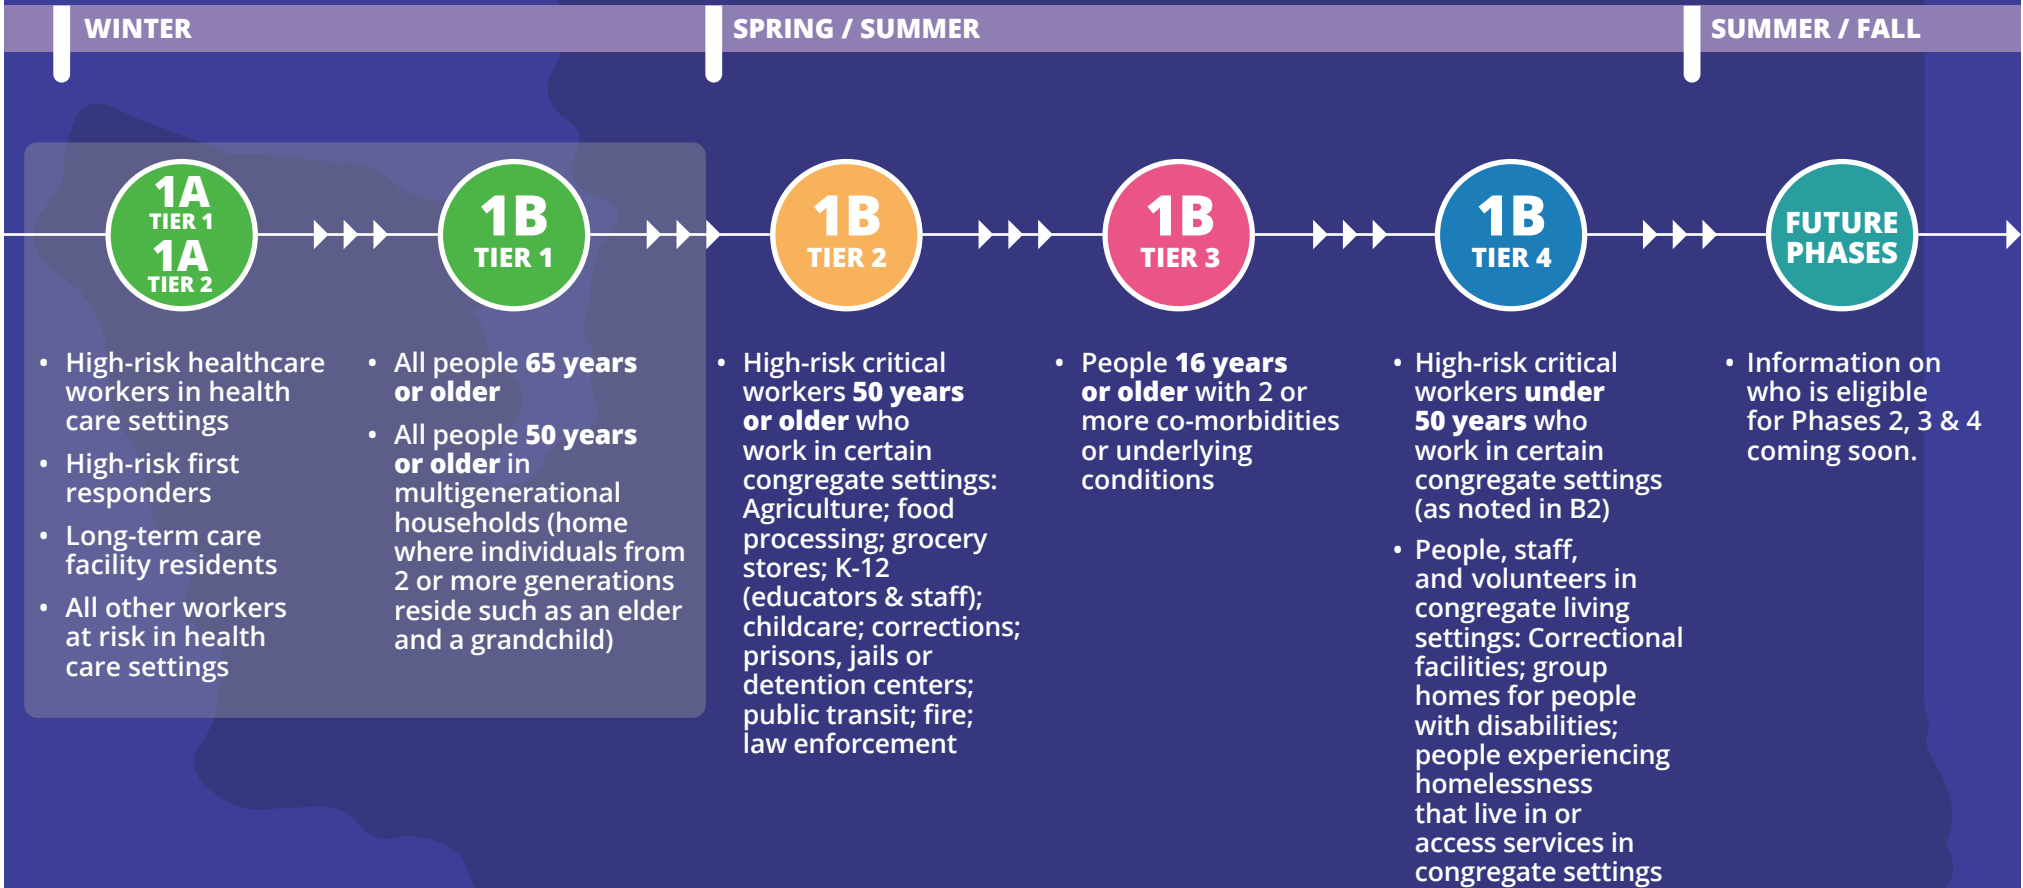 WINTER
SPRING / SUMMER
SUMMER / FALL
1A
TIER 1
1A
TIER 2
1B
TIER 1
1B
TIER 2
1B
TIER 3
1B
TIER 4
FUTURE
PHASES
• High-risk healthcare
workers in health
care settings
• High-risk first
responders
• Long-term care
facility residents
• All other workers
at risk in health
care settings
• All people 65 years
or older
• All people 50 years
or older in
multigenerational
households (home
where individuals from
2 or more generations
reside such as an elder
and a grandchild)
• High-risk critical
workers 50 years
or older who
work in certain
congregate settings:
Agriculture; food
processing; grocery
stores; K-12
(educators & staff);
childcare; corrections;
prisons, jails or
detention centers;
public transit; fire;
law enforcement
• People 16 years
or older with 2 or
more co-morbidities
or underlying
conditions
• High-risk critical
workers under
50 years who
work in certain
congregate settings
(as noted in B2)
• People, staff,
and volunteers in
congregate living
settings: Correctional
facilities; group
homes for people
with disabilities;
people experiencing
homelessness
that live in or
access services in
congregate settings
• Information on
who is eligible
for Phases 2, 3 & 4
coming soon.